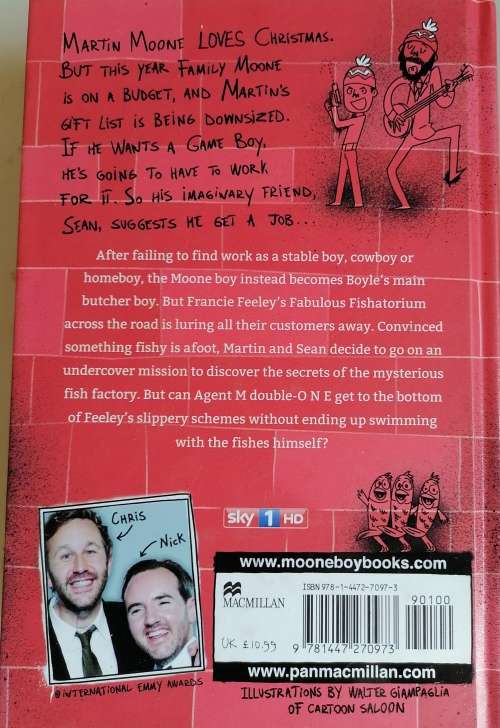 MARTIN MOONE LOVES CHRISTMAS.
BUT THIS YEAR FAMILY MOONE
IS ON A BUDGET, AND MARTIN'S
GIFT LIST IS BEING DOWNSIZED.
IF HE WANTS A GAME BOY,
HE'S GOING TO HAVE TO WORK
FOR IT. SO HIS IMAGINARY FRIEND,
SEAN, SUGGESTS HE GET A JOB...
After failing to find work as a stable boy, cowboy or
homeboy, the Moone boy instead becomes Boyle's main
butcher boy. But Francie Feeley's Fabulous Fishatorium
across the road is luring all their customers away. Convinced
something fishy is afoot, Martin and Sean decide to go on an
undercover mission to discover the secrets of the mysterious
fish factory. But can Agent M double-O N E get to the bottom
of Feeley's slippery schemes without ending up swimming
with the fishes himself?
CHRIS
NICK
@ INTERNATIONAL EMMY AWARDS
sky 1 HD
www.mooneboybooks.com
MACMILLAN
UK £10.99
ISBN 978-1-4472-7097-3
90100
9 781447 270973
www.panmacmillan.com
ILLUSTRATIONS BY WALTER GIAMPAGLIA
OF CARTOON SALOON